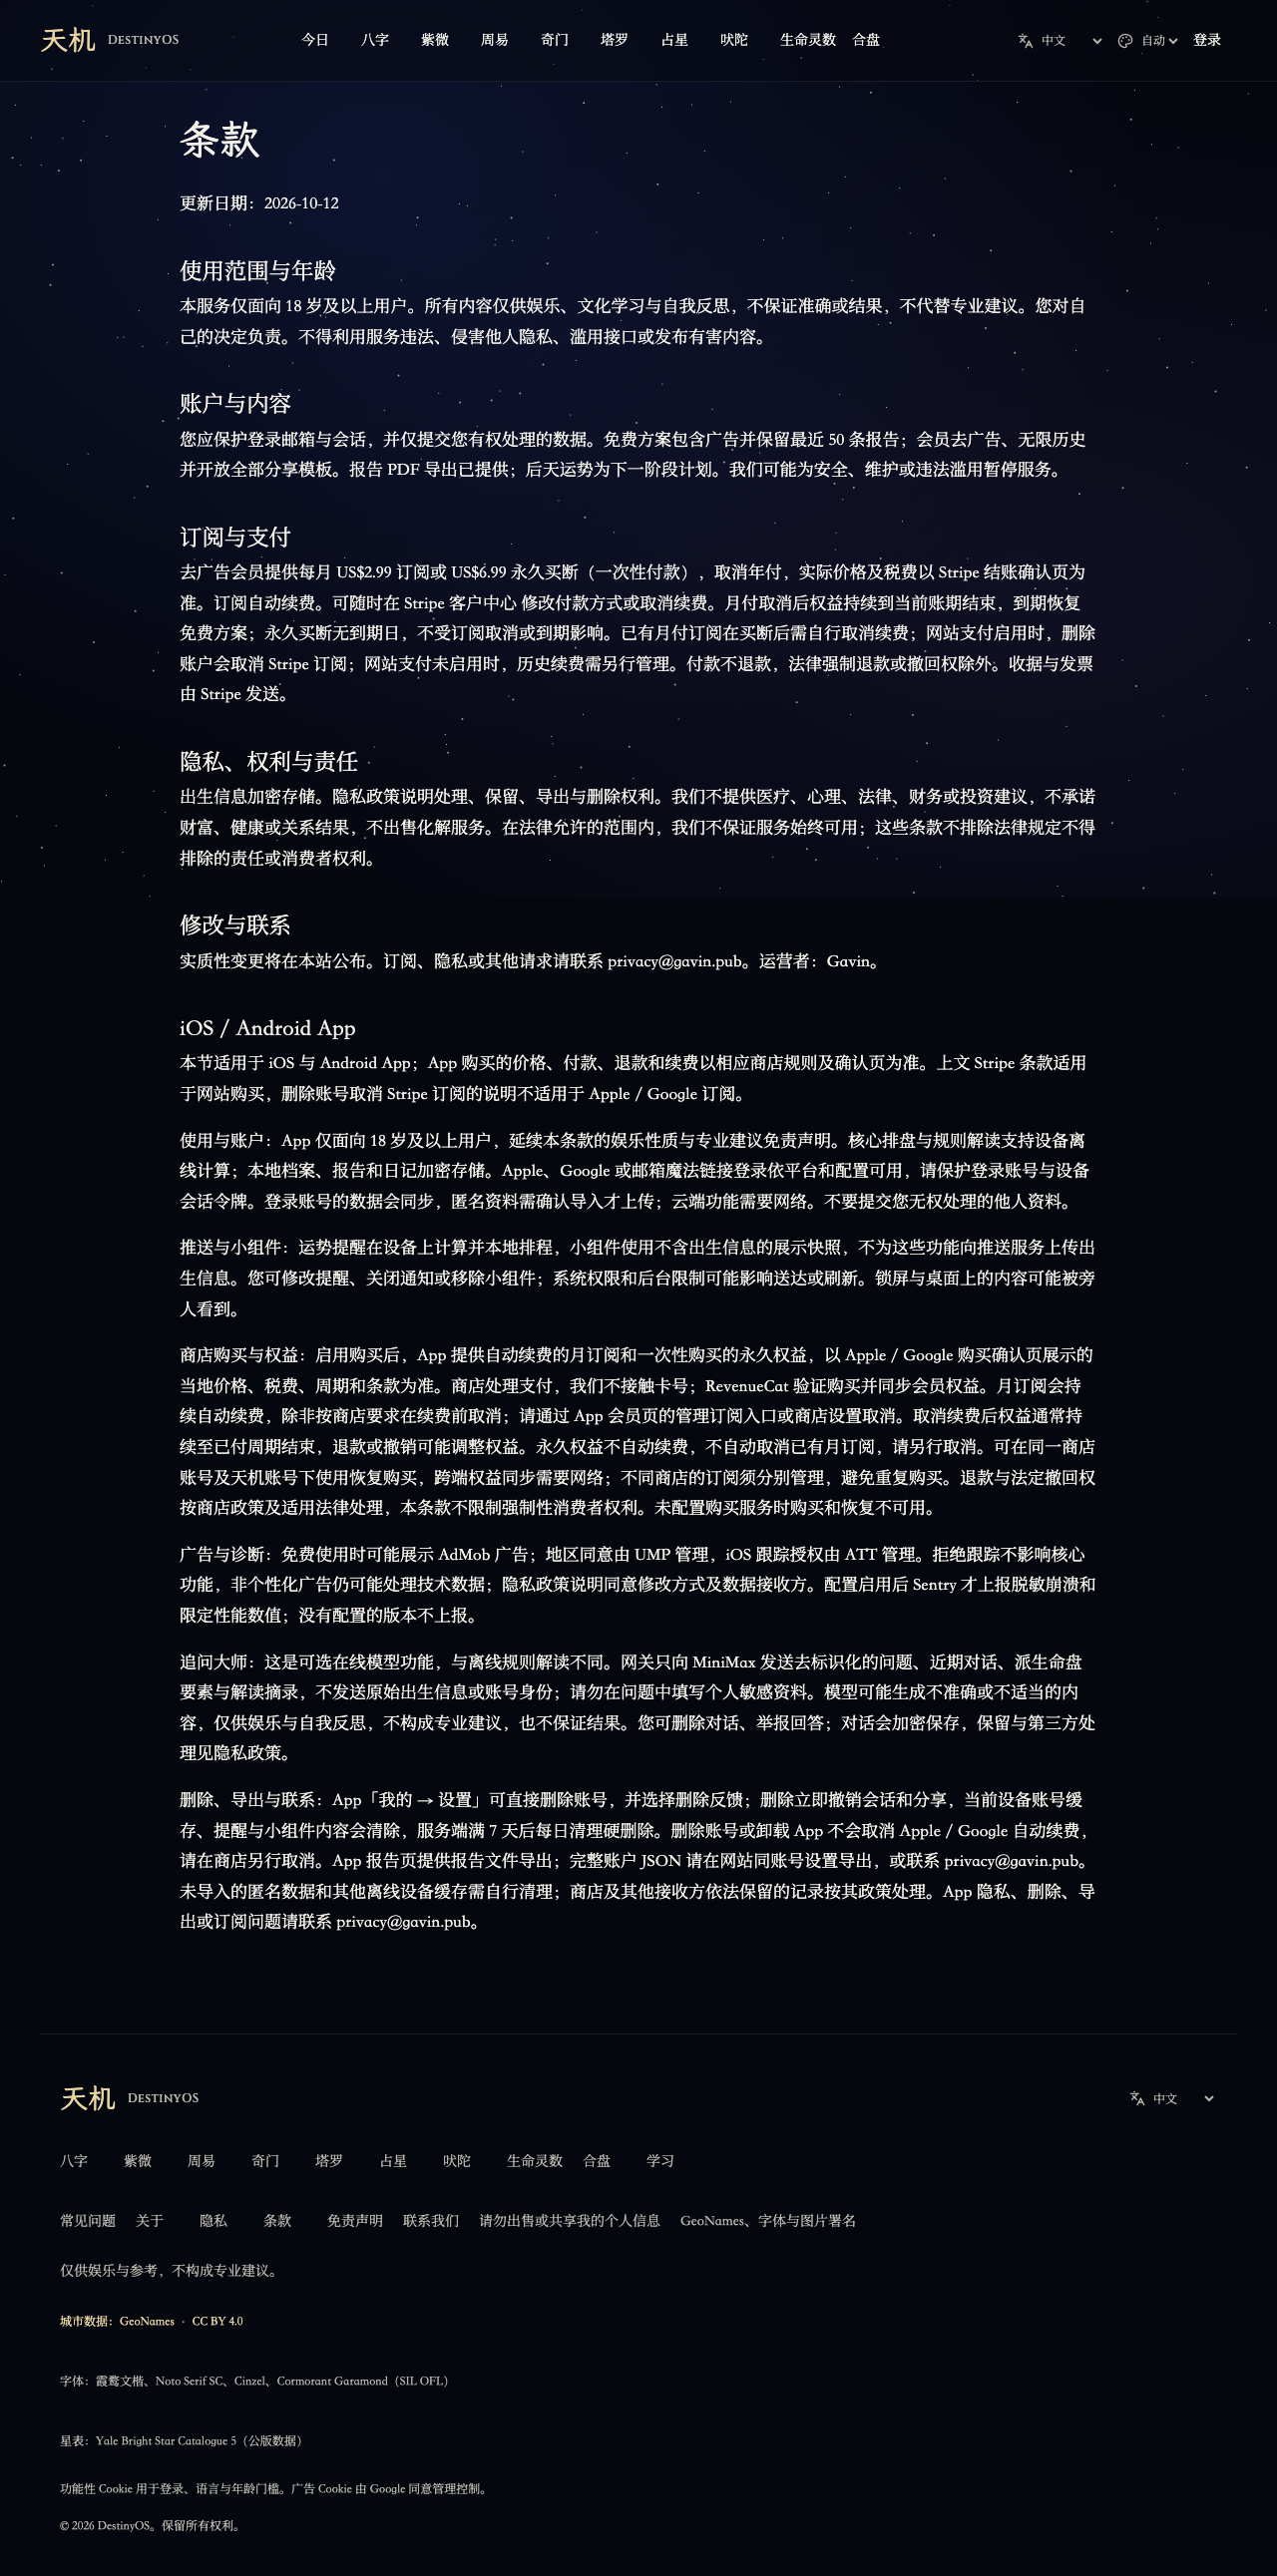 天机 DestinyOS 今日 八字 紫微 周易 奇门 塔罗 占星 吠陀 生命灵数 合盘 中文 自动 登录
条款
更新日期：2026-10-12
使用范围与年龄
本服务仅面向 18 岁及以上用户。所有内容仅供娱乐、文化学习与自我反思，不保证准确或结果，不代替专业建议。您对自
己的决定负责。不得利用服务违法、侵害他人隐私、滥用接口或发布有害内容。
账户与内容
您应保护登录邮箱与会话，并仅提交您有权处理的数据。免费方案包含广告并保留最近 50 条报告；会员去广告、无限历史
并开放全部分享模板。报告 PDF 导出已提供；后天运势为下一阶段计划。我们可能为安全、维护或违法滥用暂停服务。
订阅与支付
去广告会员提供每月 US$2.99 订阅或 US$6.99 永久买断（一次性付款），取消年付，实际价格及税费以 Stripe 结账确认页为
准。订阅自动续费。可随时在 Stripe 客户中心 修改付款方式或取消续费。月付取消后权益持续到当前账期结束，到期恢复
免费方案；永久买断无到期日，不受订阅取消或到期影响。已有月付订阅在买断后需自行取消续费；网站支付启用时，删除
账户会取消 Stripe 订阅；网站支付未启用时，历史续费需另行管理。付款不退款，法律强制退款或撤回权除外。收据与发票
由 Stripe 发送。
隐私、权利与责任
出生信息加密存储。隐私政策说明处理、保留、导出与删除权利。我们不提供医疗、心理、法律、财务或投资建议，不承诺
财富、健康或关系结果，不出售化解服务。在法律允许的范围内，我们不保证服务始终可用；这些条款不排除法律规定不得
排除的责任或消费者权利。
修改与联系
实质性变更将在本站公布。订阅、隐私或其他请求请联系 privacy@gavin.pub。运营者：Gavin。
iOS / Android App
本节适用于 iOS 与 Android App；App 购买的价格、付款、退款和续费以相应商店规则及确认页为准。上文 Stripe 条款适用
于网站购买，删除账号取消 Stripe 订阅的说明不适用于 Apple / Google 订阅。
使用与账户：App 仅面向 18 岁及以上用户，延续本条款的娱乐性质与专业建议免责声明。核心排盘与规则解读支持设备离
线计算；本地档案、报告和日记加密存储。Apple、Google 或邮箱魔法链接登录依平台和配置可用，请保护登录账号与设备
会话令牌。登录账号的数据会同步，匿名资料需确认导入才上传；云端功能需要网络。不要提交您无权处理的他人资料。
推送与小组件：运势提醒在设备上计算并本地排程，小组件使用不含出生信息的展示快照，不为这些功能向推送服务上传出
生信息。您可修改提醒、关闭通知或移除小组件；系统权限和后台限制可能影响送达或刷新。锁屏与桌面上的内容可能被旁
人看到。
商店购买与权益：启用购买后，App 提供自动续费的月订阅和一次性购买的永久权益，以 Apple / Google 购买确认页展示的
当地价格、税费、周期和条款为准。商店处理支付，我们不接触卡号；RevenueCat 验证购买并同步会员权益。月订阅会持
续自动续费，除非按商店要求在续费前取消；请通过 App 会员页的管理订阅入口或商店设置取消。取消续费后权益通常持
续至已付周期结束，退款或撤销可能调整权益。永久权益不自动续费，不自动取消已有月订阅，请另行取消。可在同一商店
账号及天机账号下使用恢复购买，跨端权益同步需要网络；不同商店的订阅须分别管理，避免重复购买。退款与法定撤回权
按商店政策及适用法律处理，本条款不限制强制性消费者权利。未配置购买服务时购买和恢复不可用。
广告与诊断：免费使用时可能展示 AdMob 广告；地区同意由 UMP 管理，iOS 跟踪授权由 ATT 管理。拒绝跟踪不影响核心
功能，非个性化广告仍可能处理技术数据；隐私政策说明同意修改方式及数据接收方。配置启用后 Sentry 才上报脱敏崩溃和
限定性能数值；没有配置的版本不上报。
追问大师：这是可选在线模型功能，与离线规则解读不同。网关只向 MiniMax 发送去标识化的问题、近期对话、派生命盘
要素与解读摘录，不发送原始出生信息或账号身份；请勿在问题中填写个人敏感资料。模型可能生成不准确或不适当的内
容，仅供娱乐与自我反思，不构成专业建议，也不保证结果。您可删除对话、举报回答；对话会加密保存，保留与第三方处
理见隐私政策。
删除、导出与联系：App「我的 → 设置」可直接删除账号，并选择删除反馈；删除立即撤销会话和分享，当前设备账号缓
存、提醒与小组件内容会清除，服务端满 7 天后每日清理硬删除。删除账号或卸载 App 不会取消 Apple / Google 自动续费，
请在商店另行取消。App 报告页提供报告文件导出；完整账户 JSON 请在网站同账号设置导出，或联系 privacy@gavin.pub。
未导入的匿名数据和其他离线设备缓存需自行清理；商店及其他接收方依法保留的记录按其政策处理。App 隐私、删除、导
出或订阅问题请联系 privacy@gavin.pub。
天机 DestinyOS 中文
八字 紫微 周易 奇门 塔罗 占星 吠陀 生命灵数 合盘 学习
常见问题 关于 隐私 条款 免责声明 联系我们 请勿出售或共享我的个人信息 GeoNames、字体与图片署名
仅供娱乐与参考，不构成专业建议。
城市数据：GeoNames · CC BY 4.0
字体：霞鹜文楷、Noto Serif SC、Cinzel、Cormorant Garamond（SIL OFL）
星表：Yale Bright Star Catalogue 5（公版数据）
功能性 Cookie 用于登录、语言与年龄门槛。广告 Cookie 由 Google 同意管理控制。
© 2026 DestinyOS。保留所有权利。